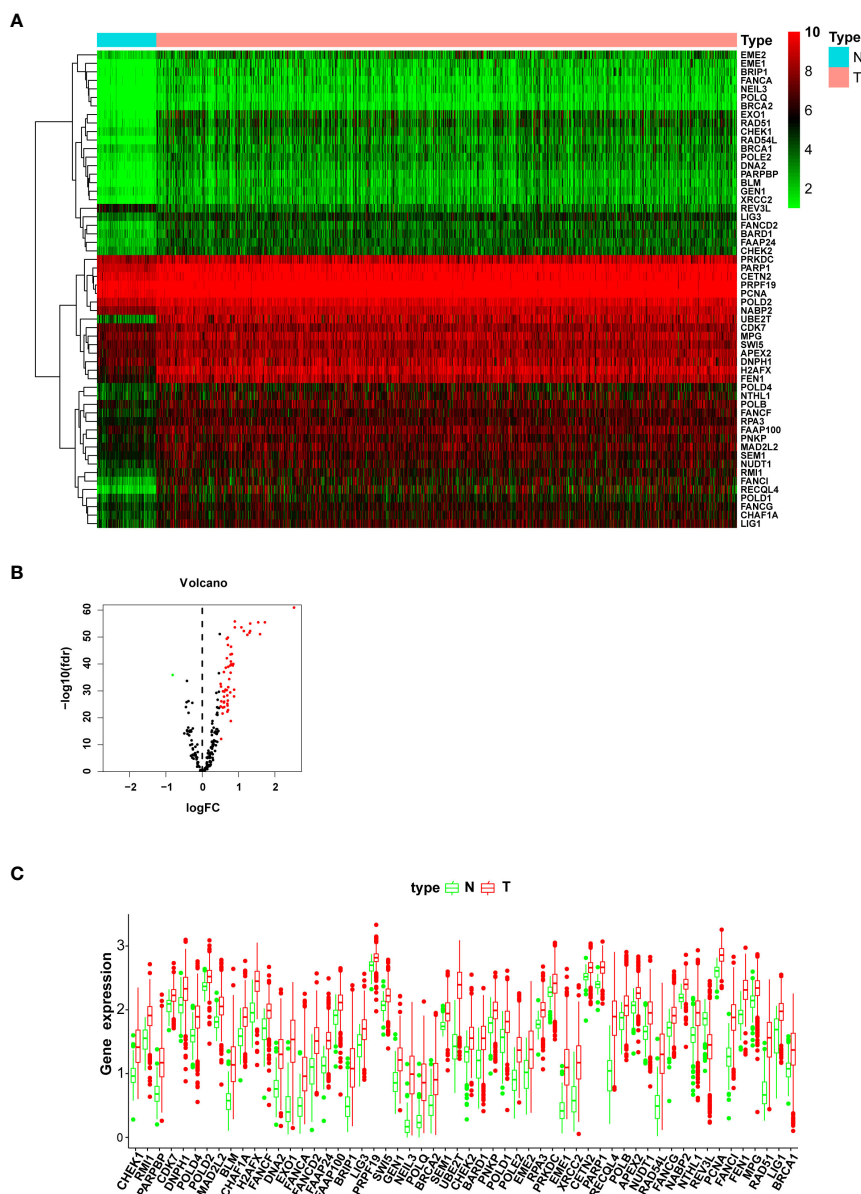 A
Type
EME2
EME1
BRIP1
FANCA
NEIL3
POLQ
BRCA2
EXO1
RAD51
CHEK1
RAD54L
BRCA1
POLE2
DNA2
PARPBP
BLM
GEN1
XRCC2
REV3L
LIG3
FANCD2
BARD1
FAAP24
CHEK2
PRKDC
PARP1
CETN2
PRPF19
PCNA
POLD2
NABP2
UBE2T
CDK7
MPG
SWI5
APEX2
DNPH1
H2AFX
FEN1
POLD4
NTHL1
POLB
FANCF
RPA3
FAAP100
PNKP
MAD2L2
SEM1
NUDT1
RMI1
FANCI
RECQL4
POLD1
FANCG
CHAF1A
LIG1
10
8
6
4
2
Type
N
T
B
Volcano
60
50
40
30
20
10
0
−log10(fdr)
−2 −1 0 1 2
logFC
C
type N T
Gene expression
3
2
1
0
CHEK1
RMI1
PARPBP
CDK7
DNPH1
POLD4
POLD2
MAD2L2
BLM
CHAF1A
H2AFX
FANCF
DNA2
EXO1
FANCA
FANCD2
FAAP24
FAAP100
BRIP1
LIG3
PRPF19
SWI5
GEN1
NEIL3
POLQ
BRCA2
SEM1
UBE2T
CHEK2
BARD1
PNKP
POLD1
POLE2
EME2
RPA3
PRKDC
EME1
XRCC2
CETN2
PARP1
RECQL4
POLB
APEX2
NUDT1
RAD54L
FANCG
NABP2
NTHL1
REV3L
PCNA
FANCI
FEN1
MPG
RAD51
LIG1
BRCA1